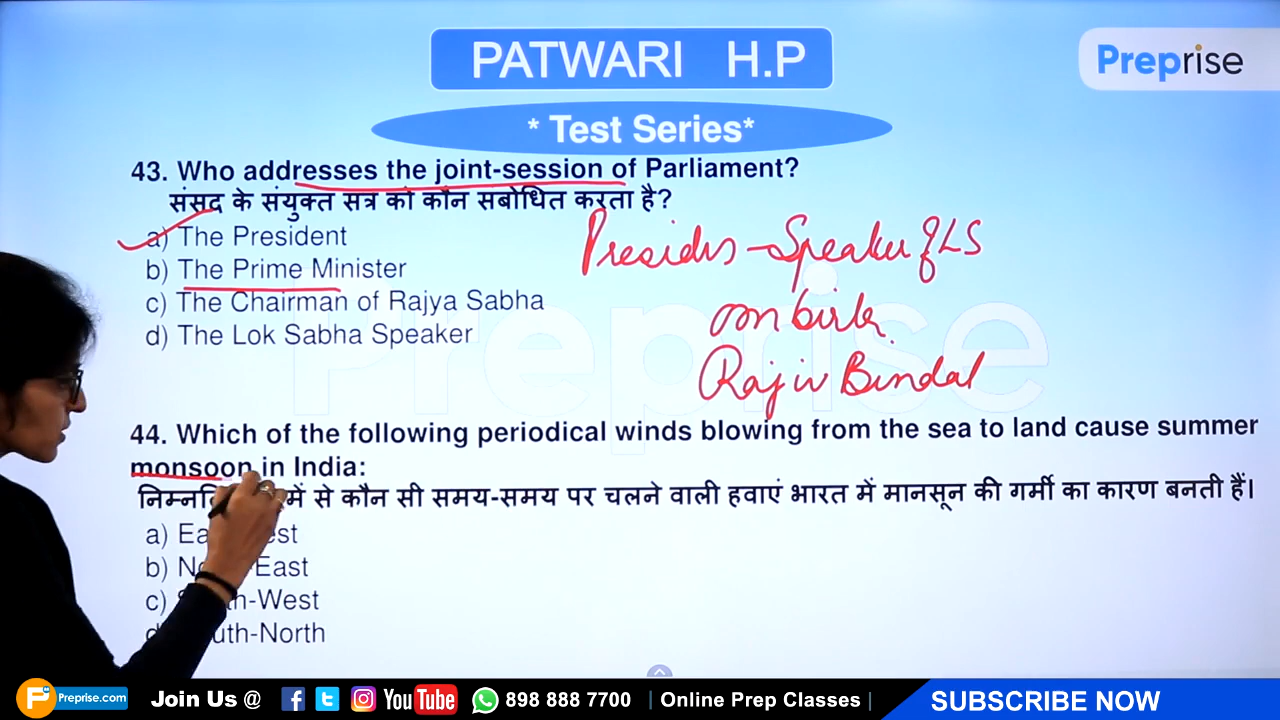 PATWARI H.P
Preprise
* Test Series*
43. Who addresses the joint-session of Parliament?
संसद के संयुक्त सत्र को कौन सबोधित करता है?
a) The President
b) The Prime Minister
c) The Chairman of Rajya Sabha
d) The Lok Sabha Speaker
Presides - Speaker of LS
Om birla
Rajiv Bindal
Preprise
44. Which of the following periodical winds blowing from the sea to land cause summer
monsoon in India:
में से कौन सी समय-समय पर चलने वाली हवाएं भारत में मानसून की गर्मी का कारण बनती हैं।
a)
b) East
c) West
North
Preprise.com
Join Us @
You Tube
898 888 7700
Online Prep Classes
SUBSCRIBE NOW